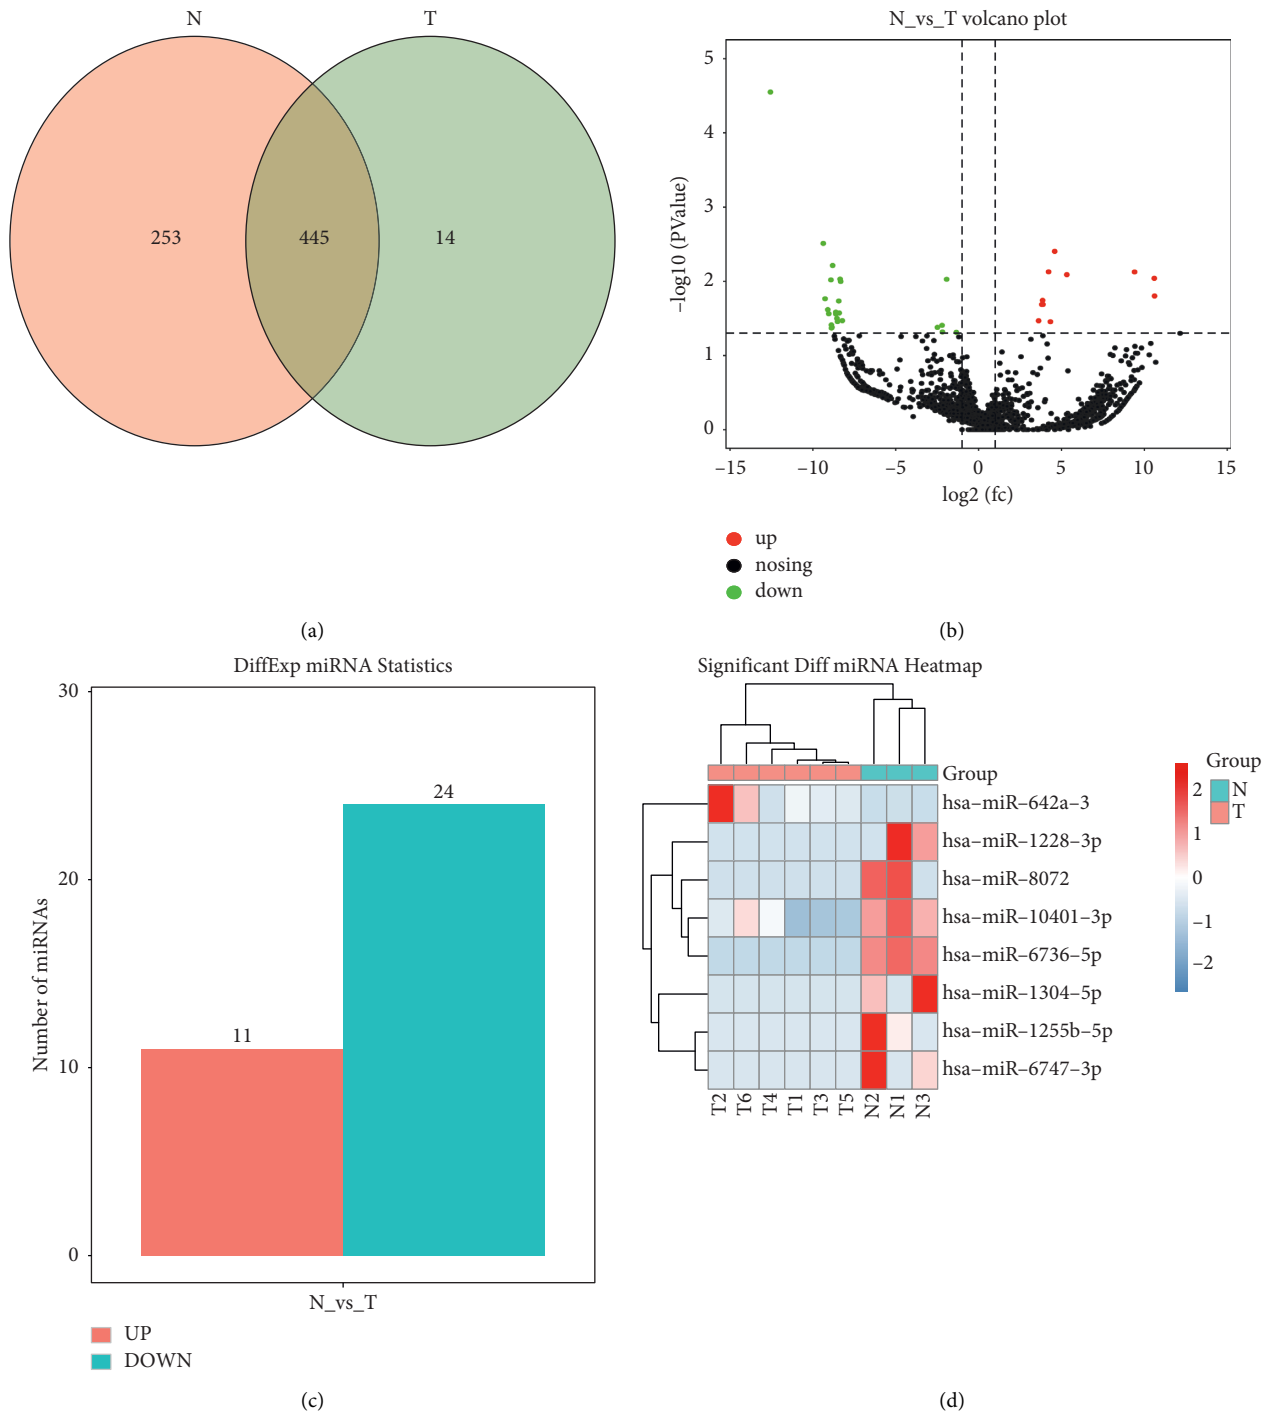 N
T
253
445
14
(a)
N_vs_T volcano plot
5
4
3
2
1
0
−log10 (PValue)
−15
−10
−5
0
5
10
15
log2 (fc)
up
nosing
down
(b)
DiffExp miRNA Statistics
30
20
10
0
Number of miRNAs
11
24
N_vs_T
UP
DOWN
(c)
Significant Diff miRNA Heatmap
Group
hsa−miR−642a−3
hsa−miR−1228−3p
hsa−miR−8072
hsa−miR−10401−3p
hsa−miR−6736−5p
hsa−miR−1304−5p
hsa−miR−1255b−5p
hsa−miR−6747−3p
T2
T6
T4
T1
T3
T5
N2
N1
N3
2
1
0
−1
−2
Group
N
T
(d)